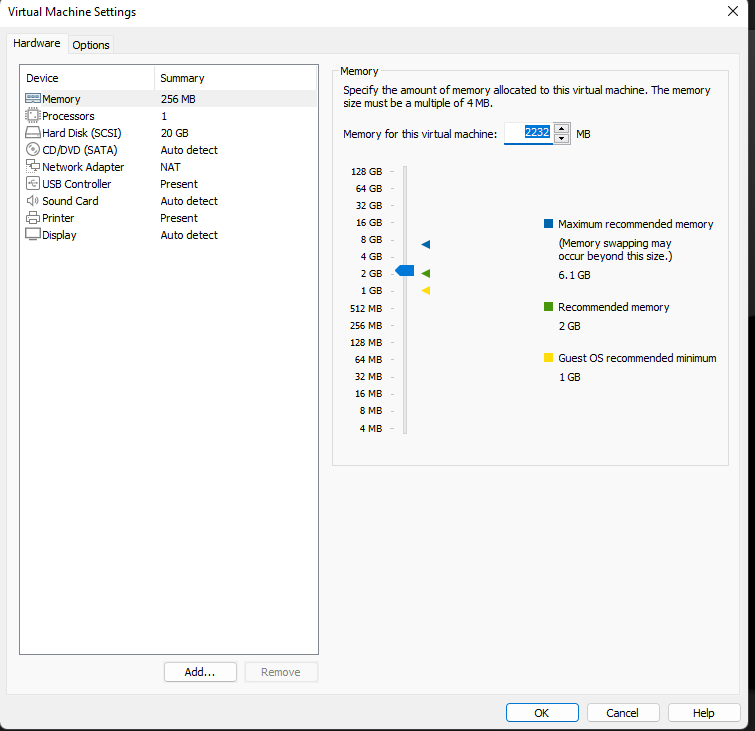 Virtual Machine Settings
Hardware
Options
Device Summary
Memory 256 MB
Processors 1
Hard Disk (SCSI) 20 GB
CD/DVD (SATA) Auto detect
Network Adapter NAT
USB Controller Present
Sound Card Auto detect
Printer Present
Display Auto detect
Add...
Remove
Memory
Specify the amount of memory allocated to this virtual machine. The memory
size must be a multiple of 4 MB.
Memory for this virtual machine: 2232 MB
128 GB
64 GB
32 GB
16 GB
8 GB
4 GB
2 GB
1 GB
512 MB
256 MB
128 MB
64 MB
32 MB
16 MB
8 MB
4 MB
Maximum recommended memory
(Memory swapping may
occur beyond this size.)
6.1 GB
Recommended memory
2 GB
Guest OS recommended minimum
1 GB
OK
Cancel
Help